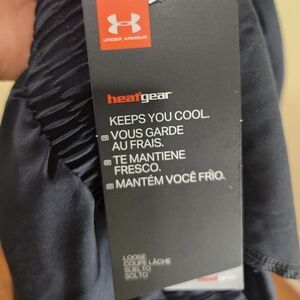 UNDER ARMOUR
heatgear
KEEPS YOU COOL.
VOUS GARDE
AU FRAIS.
TE MANTIENE
FRESCO.
MANTÉM VOCÊ FRIO.
LOOSE
COUPE LÂCHE
SUELTO
SOLTO